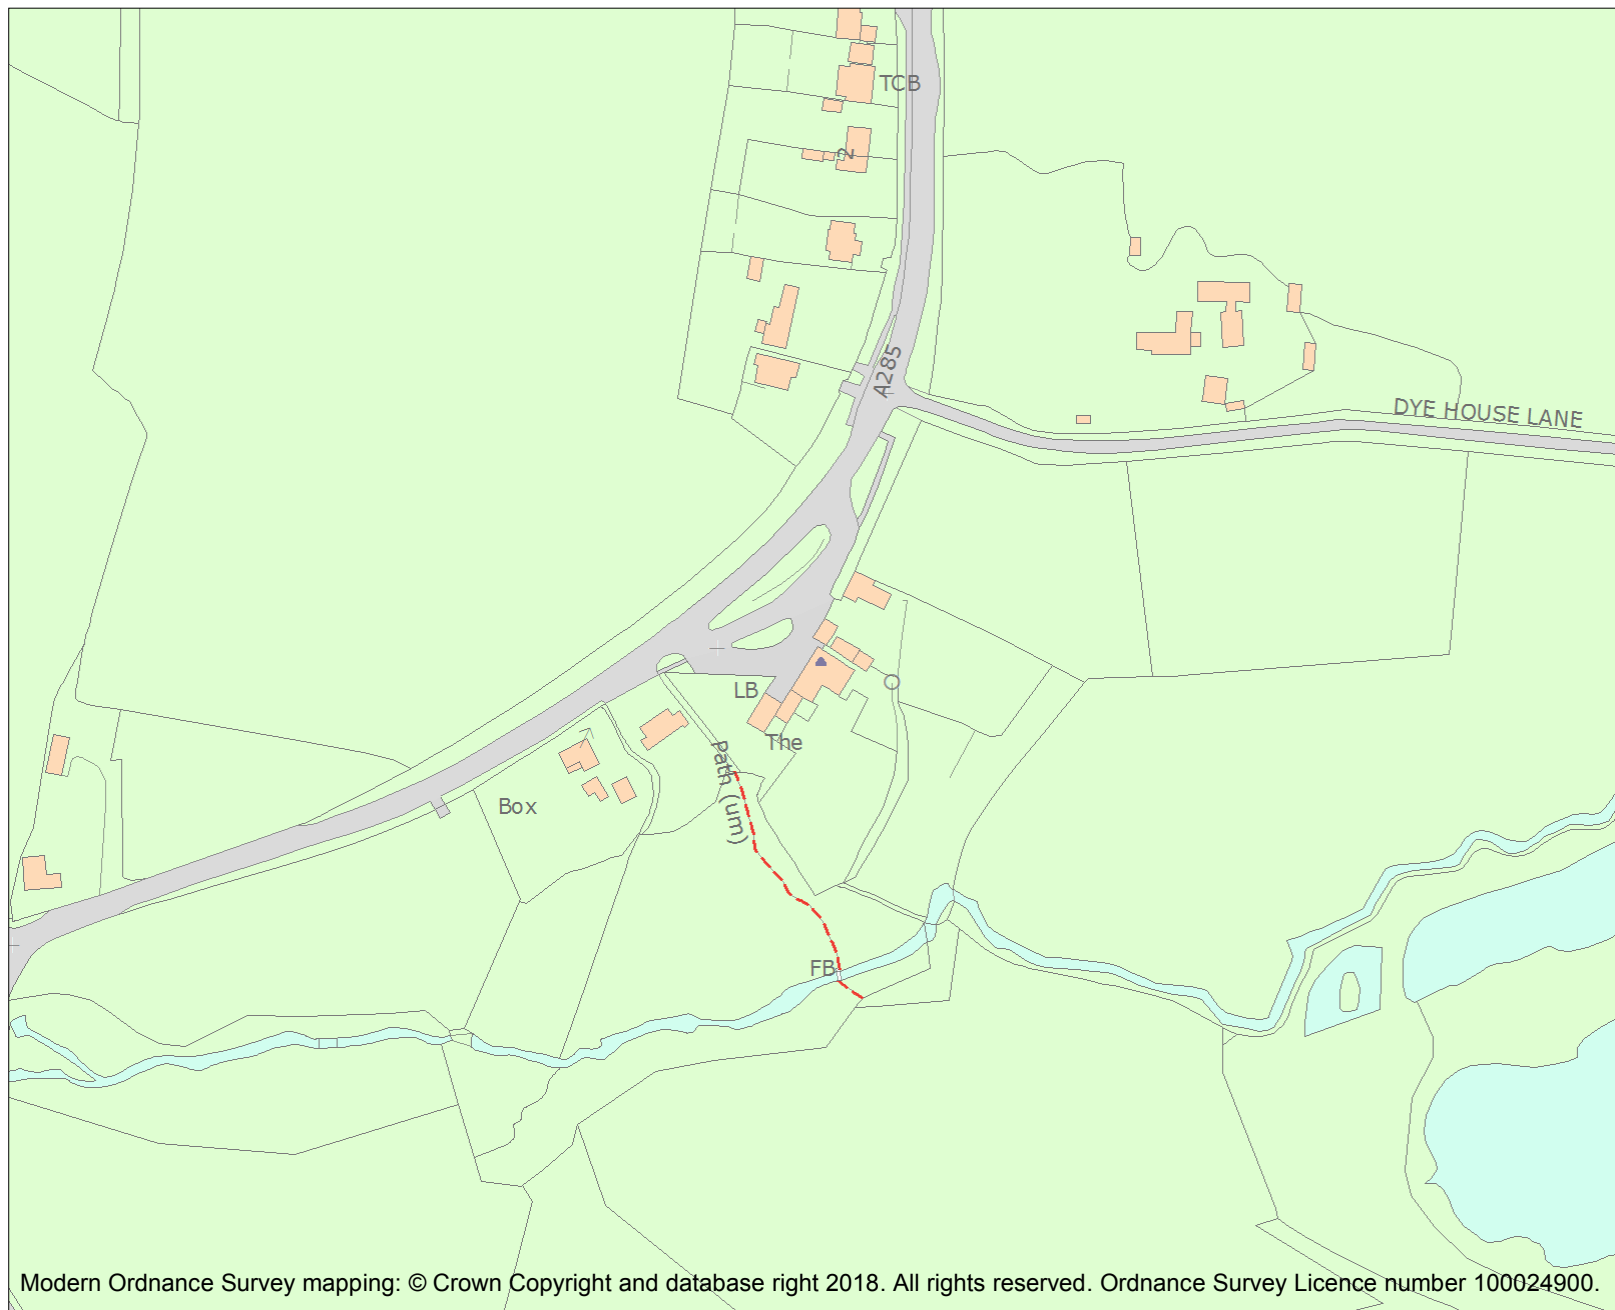 TCB
2
A285
DYE HOUSE LANE
LB
The
Path (um)
Box
FB
Modern Ordnance Survey mapping: © Crown Copyright and database right 2018. All rights reserved. Ordnance Survey Licence number 100024900.